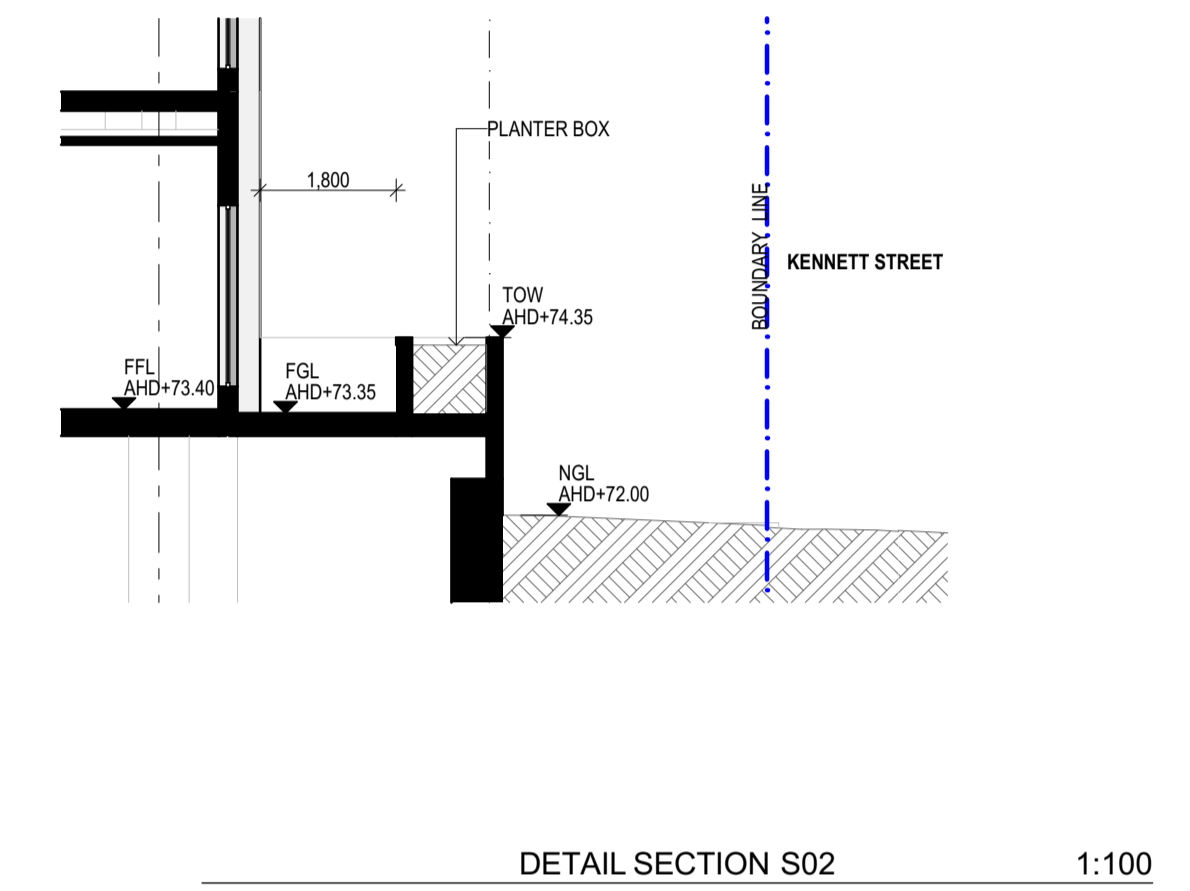 PLANTER BOX
1,800
BOUNDARY LINE
KENNETT STREET
TOW
AHD+74.35
FFL
AHD+73.40
FGL
AHD+73.35
NGL
AHD+72.00
DETAIL SECTION S02 1:100